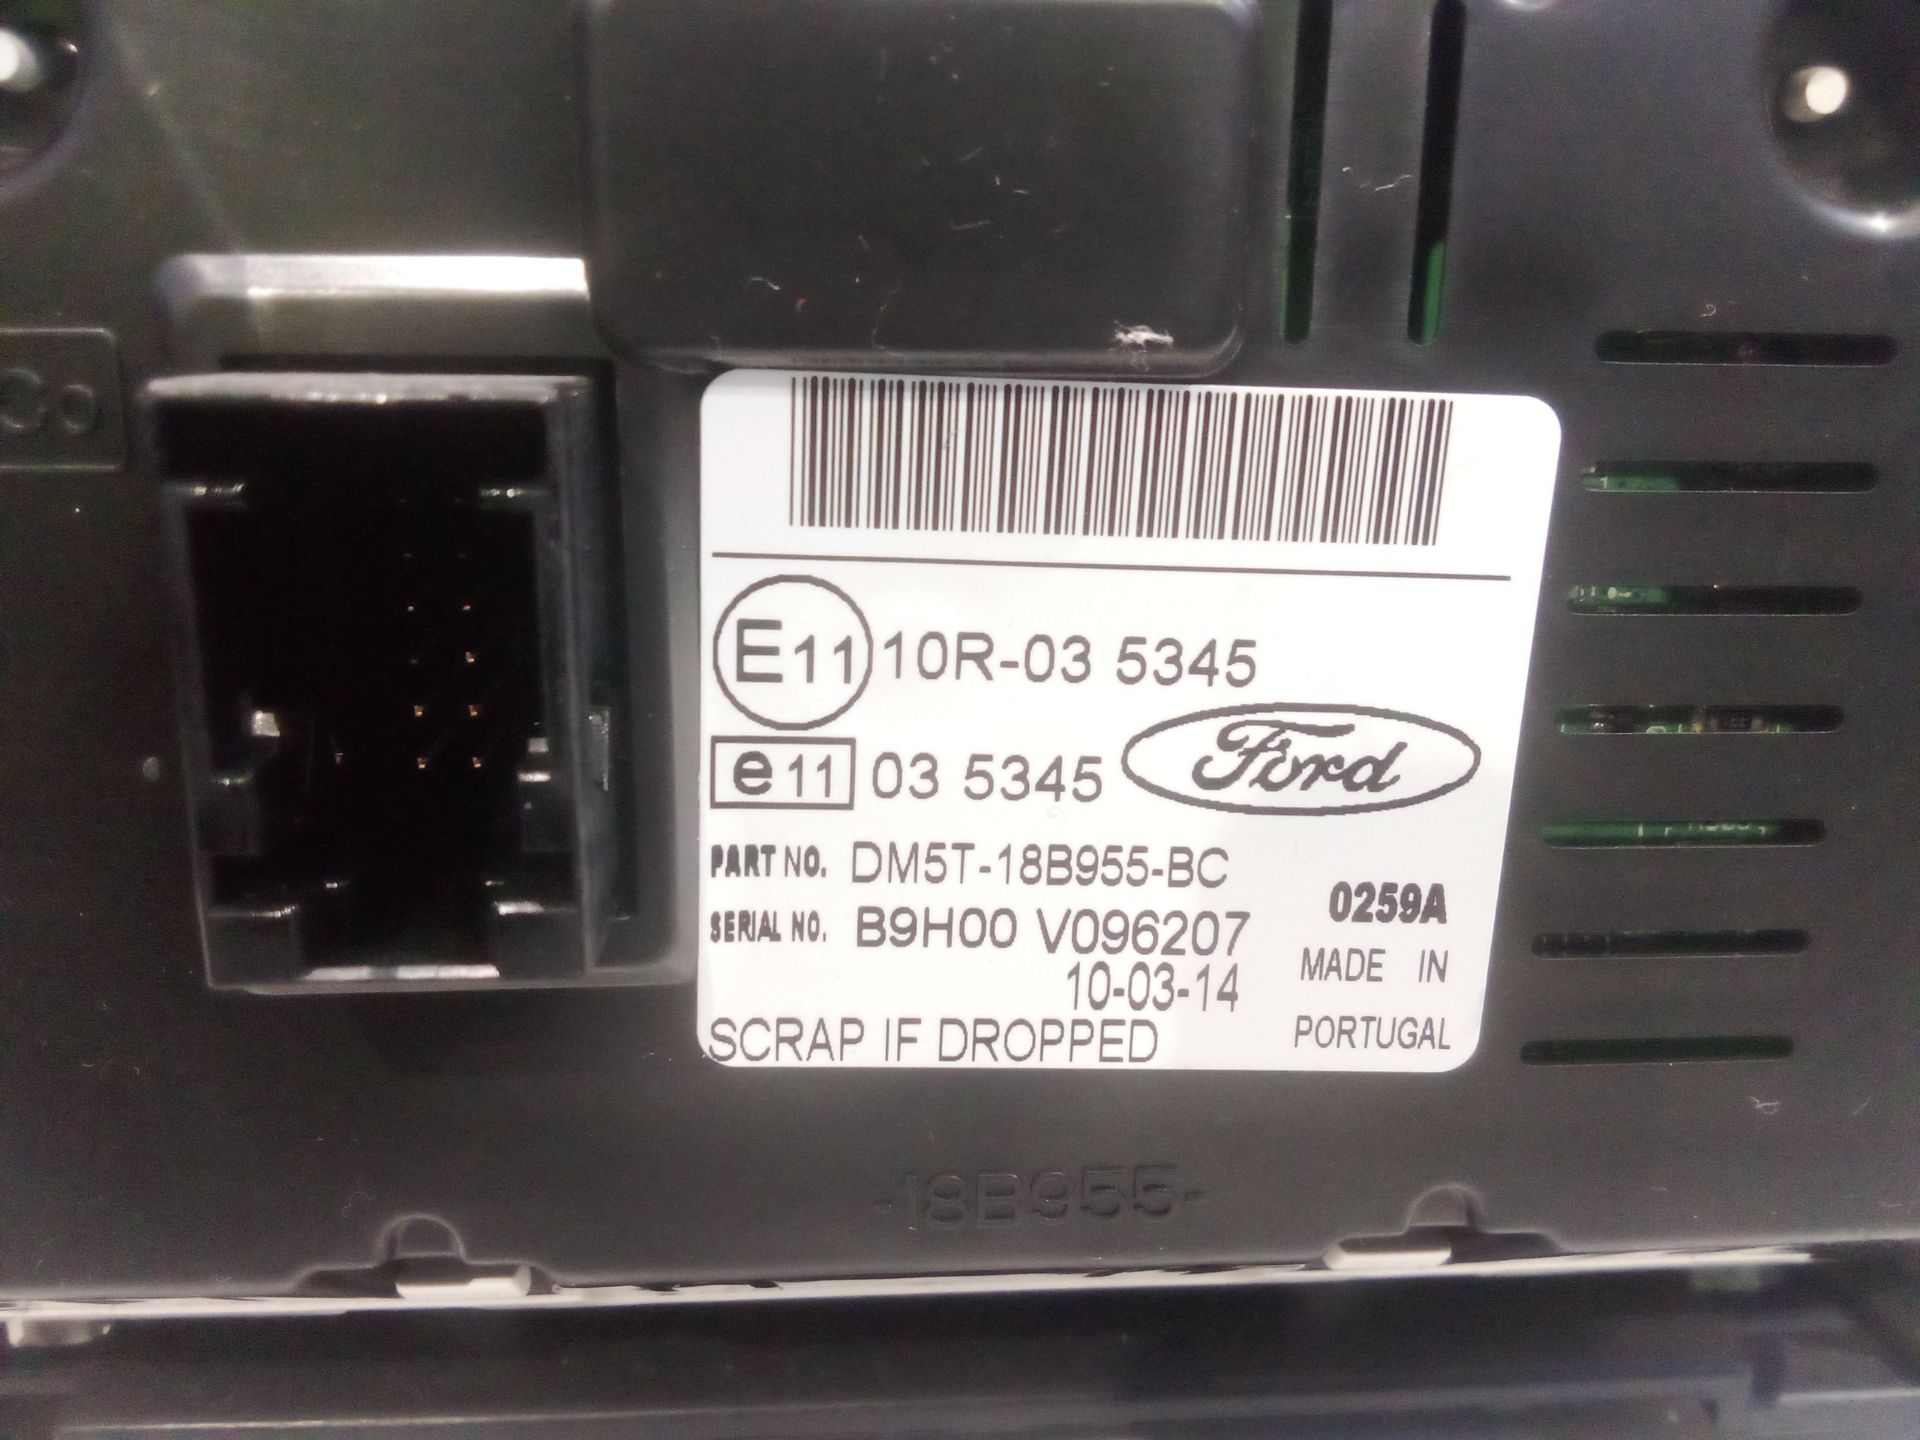 E11 10R-03 5345
e11 03 5345 Ford
PART NO. DM5T-18B955-BC
SERIAL NO. B9H00 V096207
10-03-14
0259A
MADE IN
PORTUGAL
SCRAP IF DROPPED
-18B955-